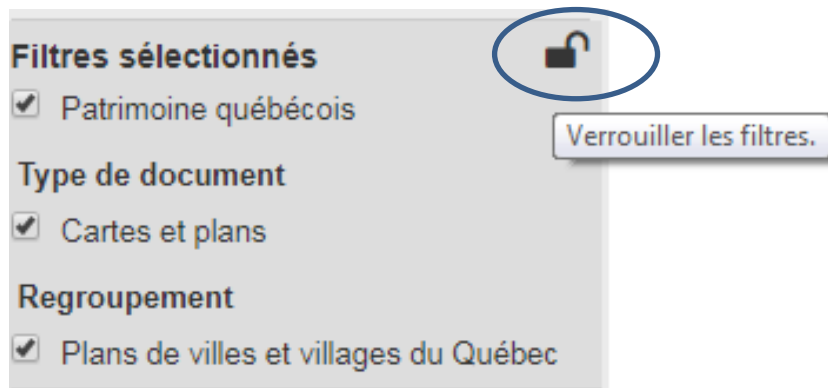 Filtres sélectionnés
Patrimoine québécois
Verrouiller les filtres.
Type de document
Cartes et plans
Regroupement
Plans de villes et villages du Québec